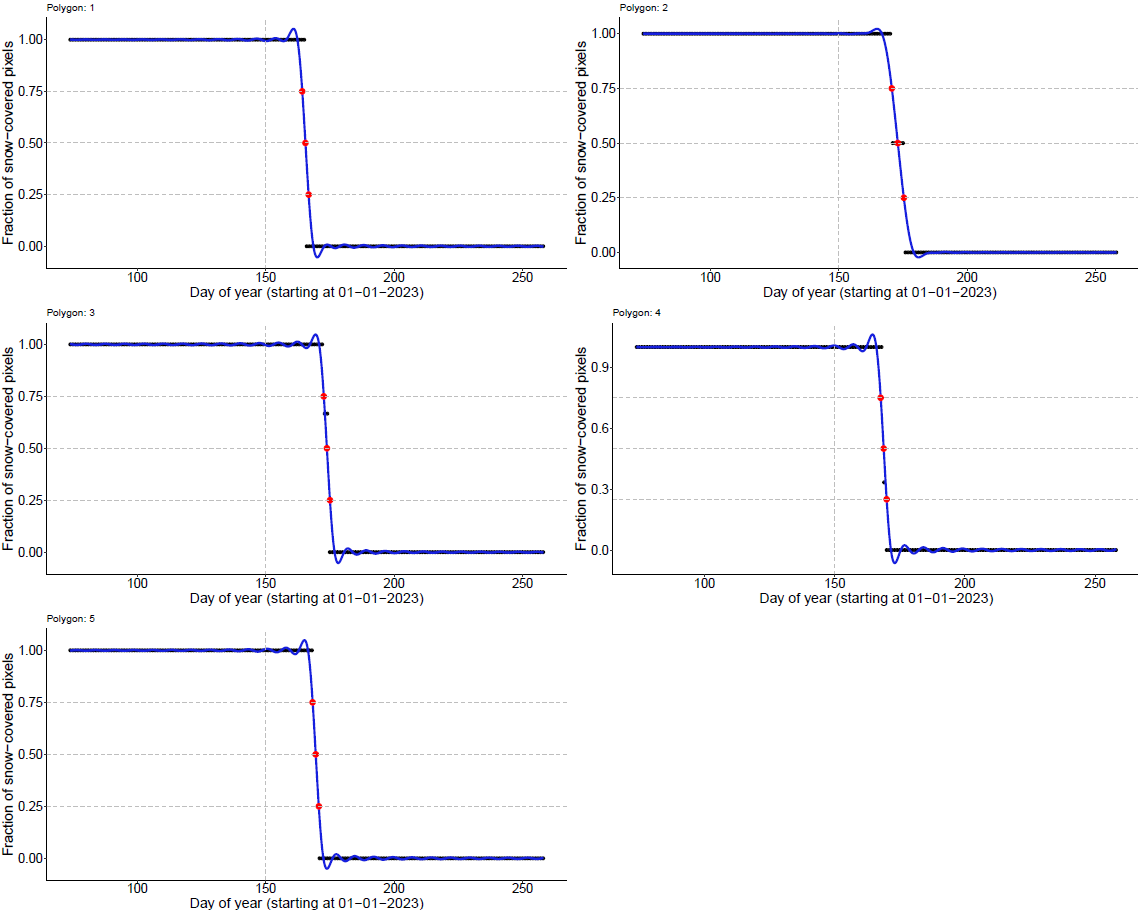 Polygon: 1
Fraction of snow−covered pixels
1.00
0.75
0.50
0.25
0.00
100 150 200 250
Day of year (starting at 01−01−2023)
Polygon: 2
Fraction of snow−covered pixels
1.00
0.75
0.50
0.25
0.00
100 150 200 250
Day of year (starting at 01−01−2023)
Polygon: 3
Fraction of snow−covered pixels
1.00
0.75
0.50
0.25
0.00
100 150 200 250
Day of year (starting at 01−01−2023)
Polygon: 4
Fraction of snow−covered pixels
0.9
0.6
0.3
0.0
100 150 200 250
Day of year (starting at 01−01−2023)
Polygon: 5
Fraction of snow−covered pixels
1.00
0.75
0.50
0.25
0.00
100 150 200 250
Day of year (starting at 01−01−2023)